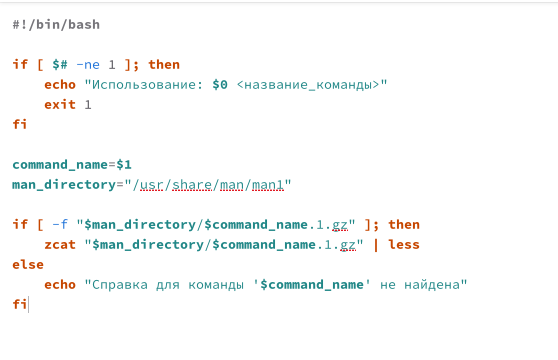 #!/bin/bash
if [ $# -ne 1 ]; then
echo "Использование: $0 <название_команды>"
exit 1
fi
command_name=$1
man_directory="/usr/share/man/man1"
if [ -f "$man_directory/$command_name.1.gz" ]; then
zcat "$man_directory/$command_name.1.gz" | less
else
echo "Справка для команды '$command_name' не найдена"
fi